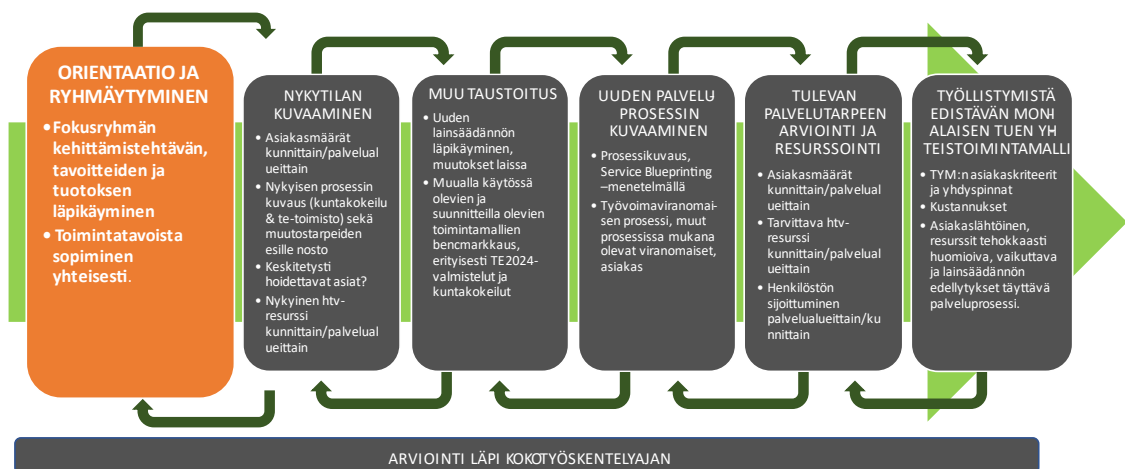 ORIENTAATIO JA
RYHMÄYTYMINEN
•Fokusryhmän
kehittämistehtävän,
tavoitteiden ja
tuotoksen
läpikäyminen
• Toimintatavoista
sopiminen
yhteisesti.
NYKYTILAN
KUVAAMINEN
• Asiakasmäärät
kunnittain/palvelual
ueittain
• Nykyisen prosessin
kuvaus (kuntakokeilu
& te-toimisto) sekä
muutostarpeiden
esille nosto
• Keskitetysti
hoidettavat asiat?
• Nykyinen htv-
resurssi
kunnittain/palvelual
ueittain
MUU TAUSTOITUS
• Uuden
lainsäädännön
läpikäyminen,
muutokset laissa
• Muualla käytössä
olevien ja
suunnitteilla olevien
toimintamallien
bencmarkkaus,
erityisesti TE2024-
valmistelut ja
kuntakokeilut
UUDEN PALVELU-
PROSESSIN
KUVAAMINEN
• Prosessikuvaus,
Service Blueprinting
–menetelmällä
• Työvoimaviranomai-
sen prosessi, muut
prosessissa mukana
olevat viranomaiset,
asiakas
TULEVAN
PALVELUTARPEEN
ARVIOINTI JA
RESURSSOINTI
• Asiakasmäärät
kunnittain/palvelual
ueittain
• Tarvittava htv-
resurssi
kunnittain/palvelual
ueittain
• Henkilöstön
sijoittuminen
palvelualueittain/ku
nnittain
TYÖLLISTYMISTÄ
EDISTÄVÄN MONI-
ALAISEN TUEN YH-
TEISTOIMINTAMALLI
• TYM:n asiakaskriteerit
ja yhdyspinnat
• Kustannukset
• Asiakaslähtöinen,
resurssit tehokkaasti
huomioiva, vaikuttava
ja lainsäädännön
edellytykset täyttävä
palveluprosessi.
ARVIOINTI LÄPI KOKO TYÖSKENTELYAJAN